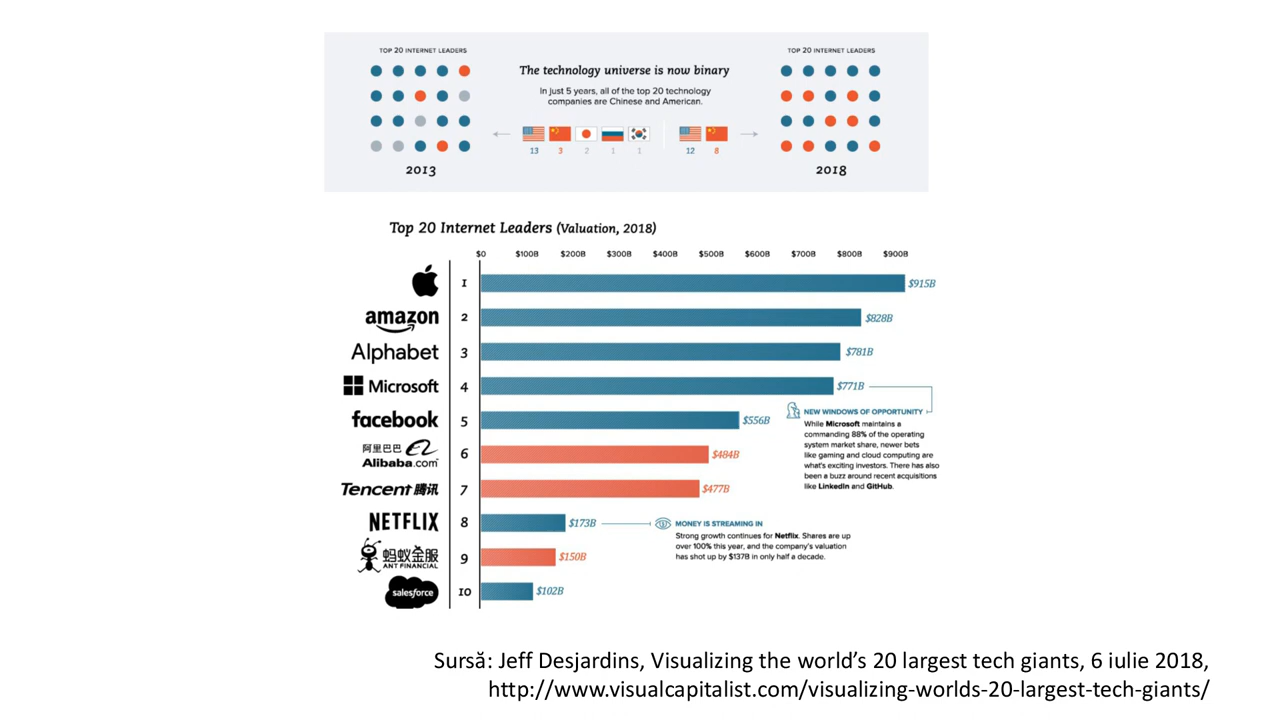 TOP 20 INTERNET LEADERS
2013
The technology universe is now binary
In just 5 years, all of the top 20 technology
companies are Chinese and American.
13 3 2 1 1 12 8
TOP 20 INTERNET LEADERS
2018
Top 20 Internet Leaders (Valuation, 2018)
$0 $100B $200B $300B $400B $500B $600B $700B $800B $900B
1 $915B
amazon 2 $828B
Alphabet 3 $781B
Microsoft 4 $771B
facebook 5 $556B
NEW WINDOWS OF OPPORTUNITY
While Microsoft maintains a
commanding 88% of the operating
system market share, newer bets
like gaming and cloud computing are
what's exciting investors. There has also
been a buzz around recent acquisitions
like LinkedIn and GitHub.
阿里巴巴
Alibaba.com 6 $484B
Tencent 腾讯 7 $477B
NETFLIX 8 $173B
MONEY IS STREAMING IN
Strong growth continues for Netflix. Shares are up
over 100% this year, and the company's valuation
has shot up by $137B in only half a decade.
蚂蚁金服
ANT FINANCIAL 9 $150B
salesforce 10 $102B
Sursă: Jeff Desjardins, Visualizing the world’s 20 largest tech giants, 6 iulie 2018,
http://www.visualcapitalist.com/visualizing-worlds-20-largest-tech-giants/